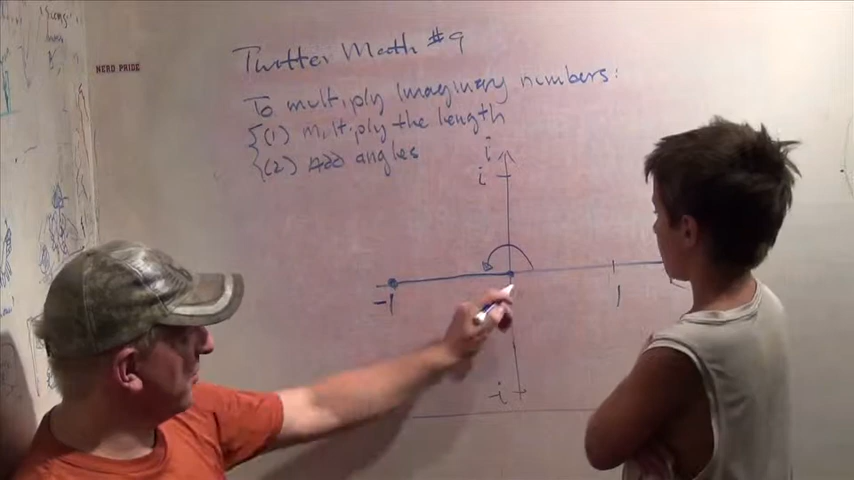 NERD PRIDE
Twitter Math #9
To multiply Imaginary numbers:
(1) multiply the length
(2) Add angles
i
i
-1
1
-i